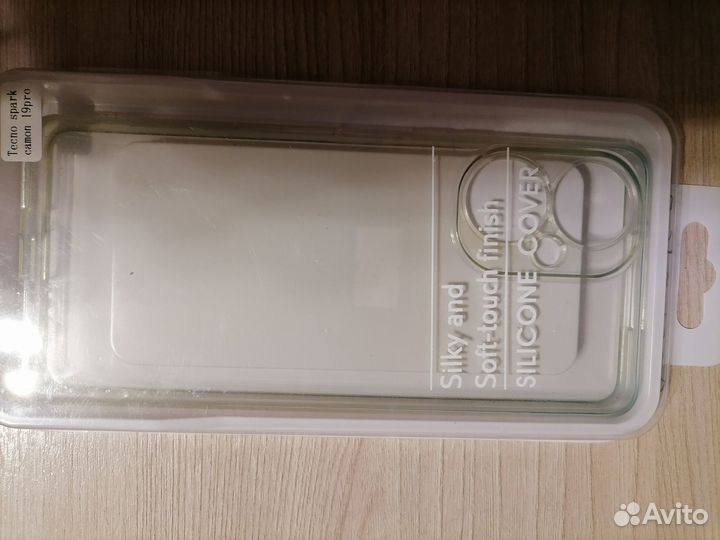 Tecno spark
camon 19pro
Silky and
Soft-touch finish
SILICONE COVER
Avito